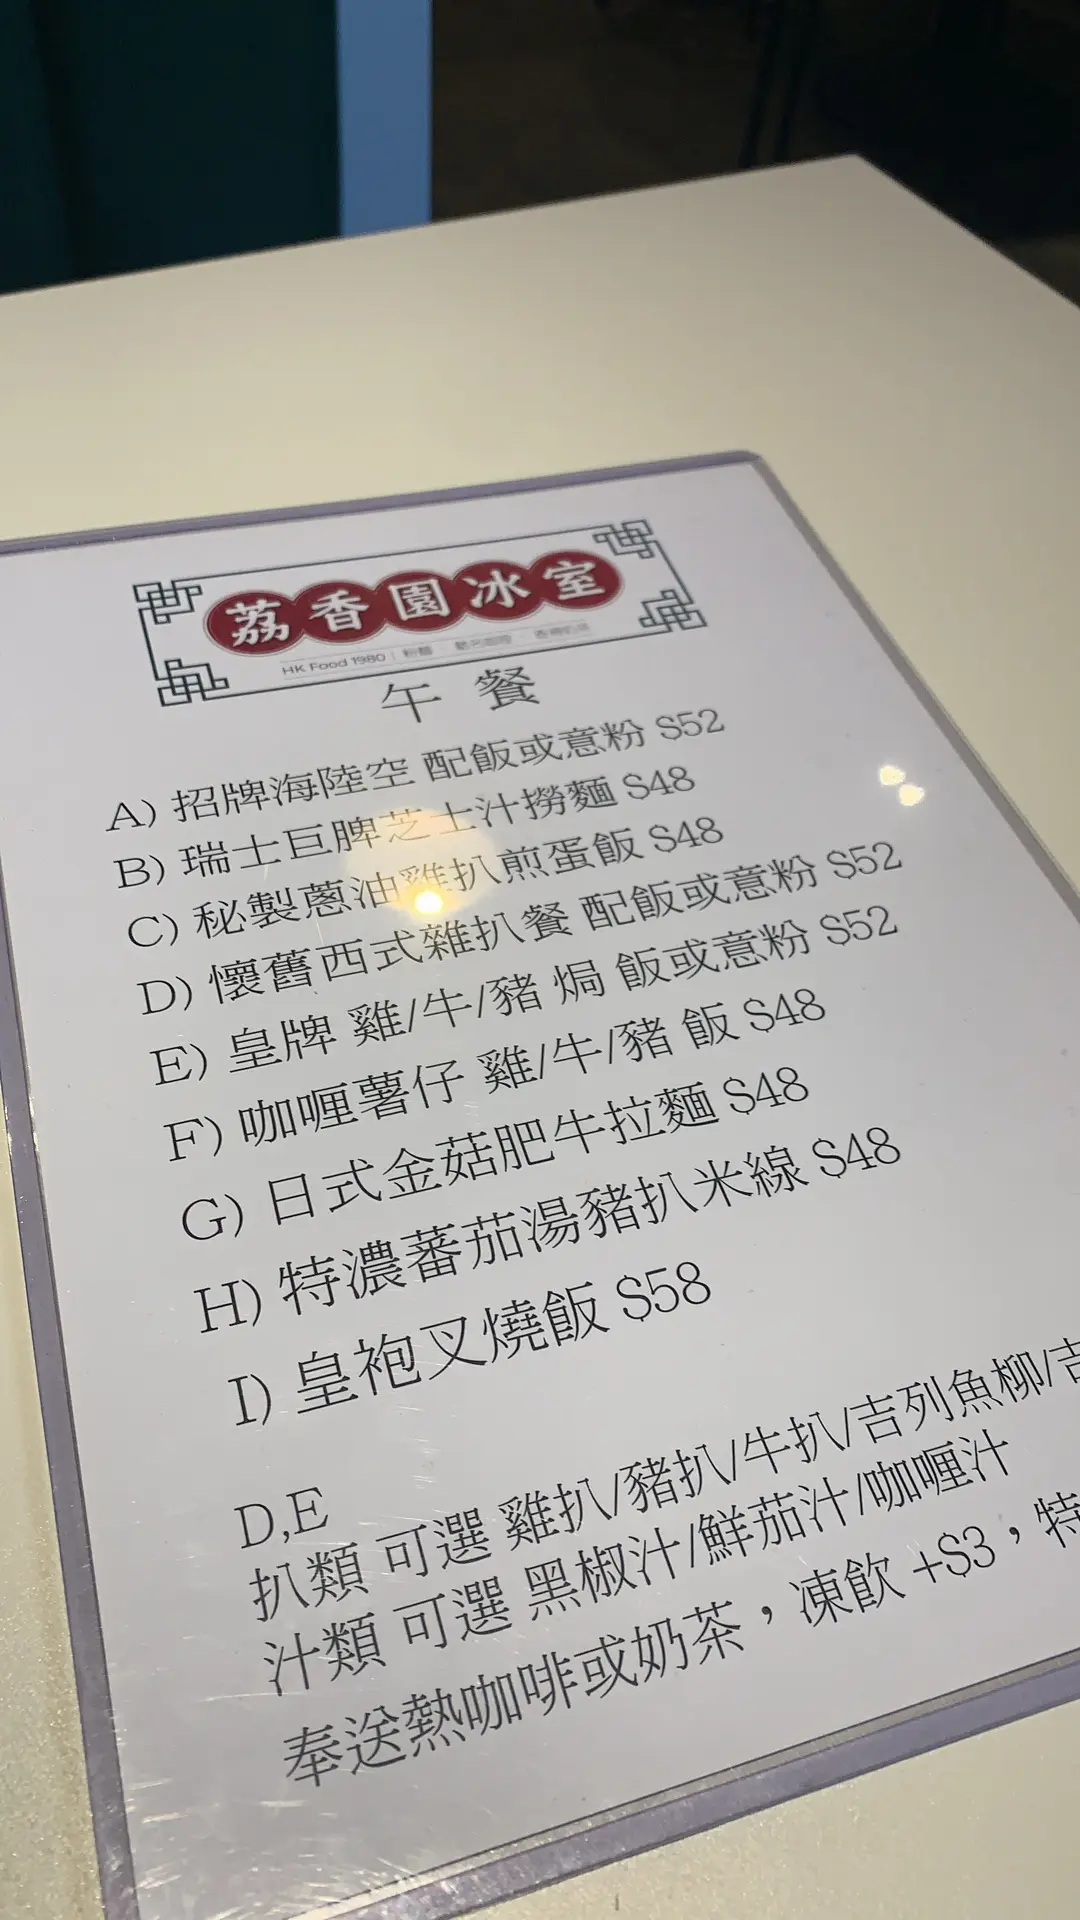 荔香園冰室
HK Food 1980 | 粉麵
午餐
A) 招牌海陸空 配飯或意粉 $52
B) 瑞士巨脾芝士汁撈麵 $48
C) 秘製蔥油雞扒煎蛋飯 $48
D) 懷舊西式雜扒餐 配飯或意粉 $52
E) 皇牌 雞/牛/豬 焗 飯或意粉 $52
F) 咖喱薯仔 雞/牛/豬 飯 $48
G) 日式金菇肥牛拉麵 $48
H) 特濃蕃茄湯豬扒米線 $48
I) 皇袍叉燒飯 $58
D,E
扒類 可選 雞扒/豬扒/牛扒/吉列魚柳/吉
汁類 可選 黑椒汁/鮮茄汁/咖喱汁
奉送熱咖啡或奶茶，凍飲 +$3，特